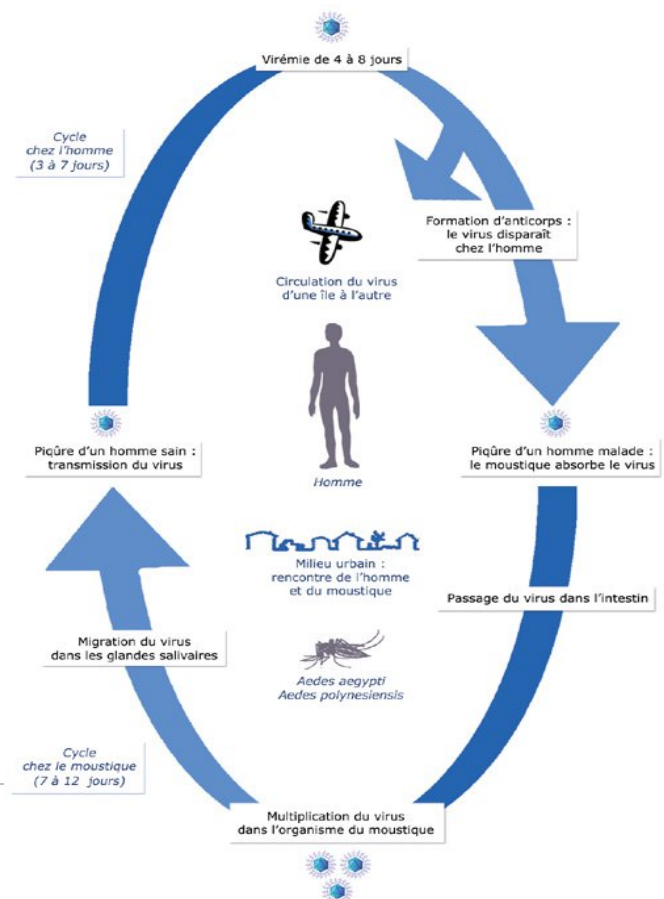 Virémie de 4 à 8 jours
Cycle
chez l'homme
(3 à 7 jours)
Formation d'anticorps :
le virus disparaît
chez l'homme
Circulation du virus
d'une île à l'autre
Piqûre d'un homme sain :
transmission du virus
Homme
Piqûre d'un homme malade :
le moustique absorbe le virus
Milieu urbain :
rencontre de l'homme
et du moustique
Passage du virus dans l'intestin
Migration du virus
dans les glandes salivaires
Aedes aegypti
Aedes polynesiensis
Cycle
chez le moustique
(7 à 12 jours)
Multiplication du virus
dans l'organisme du moustique